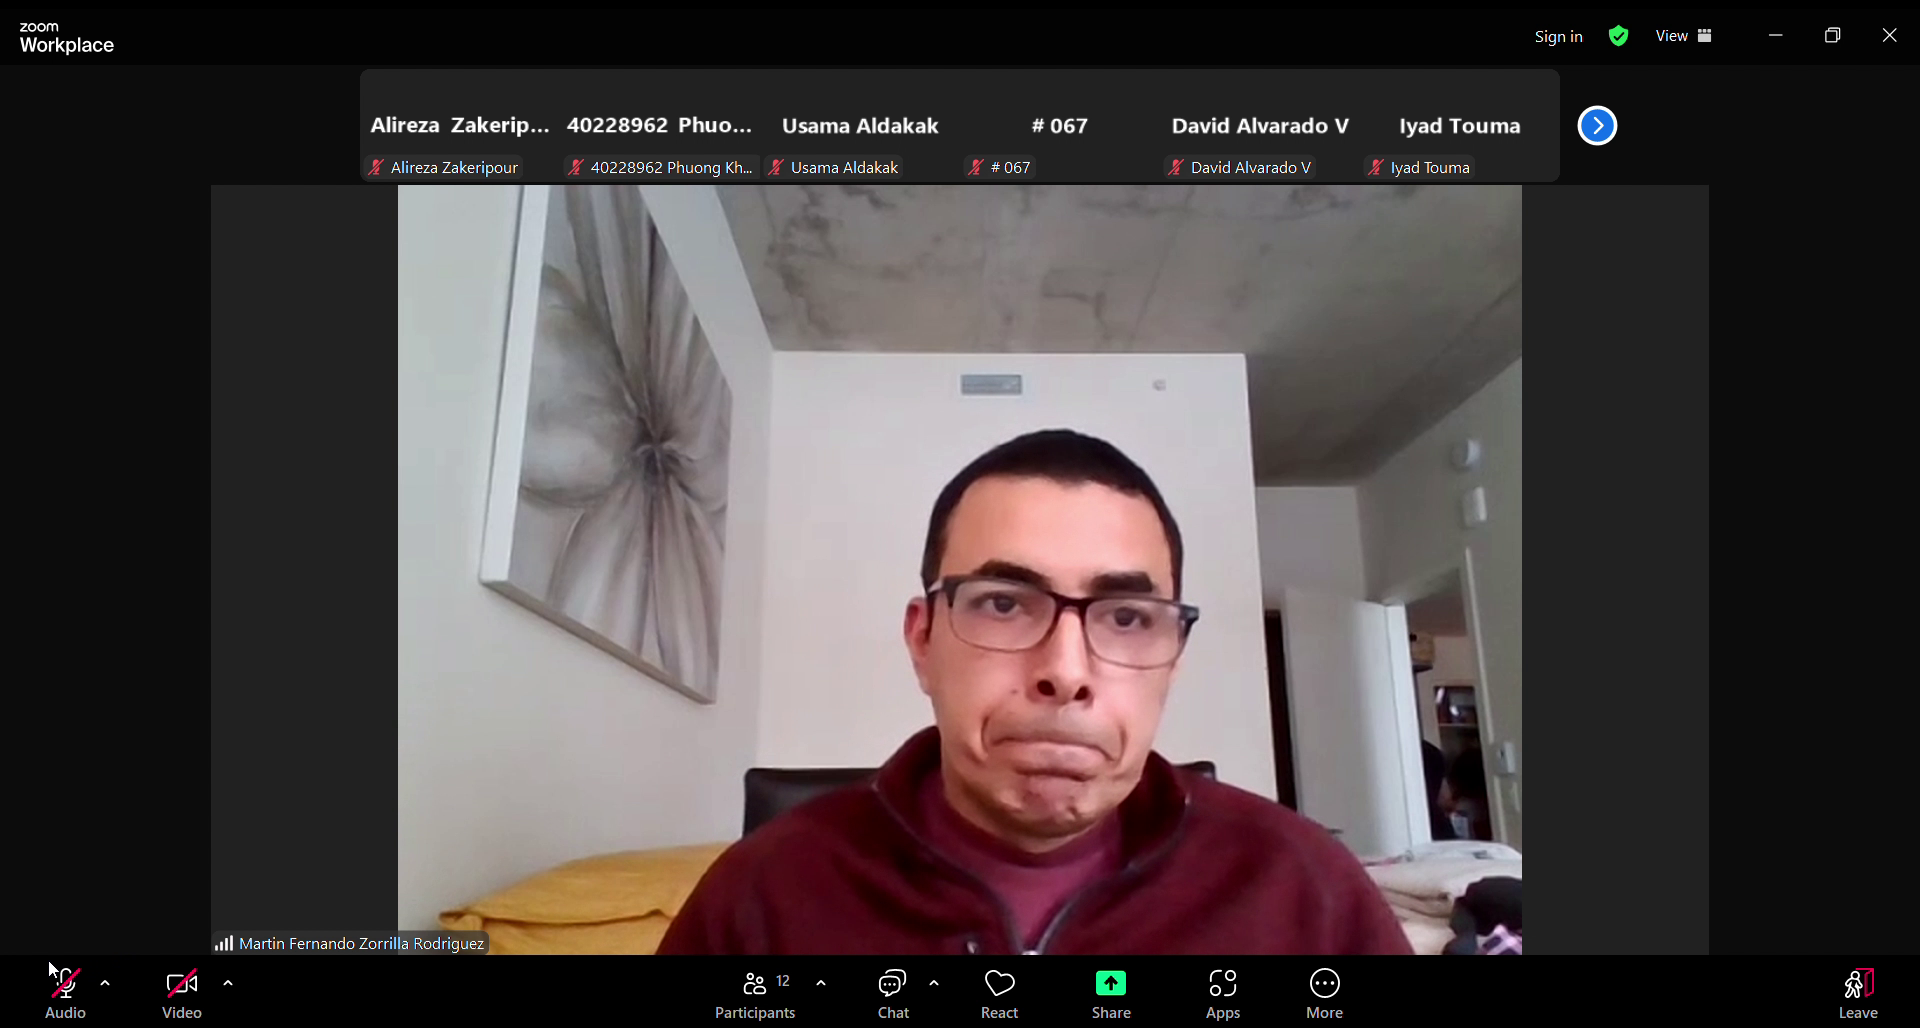 zoom
Workplace
Sign in
View
Alireza Zakerip...
40228962 Phuo...
Usama Aldakak
# 067
David Alvarado V
Iyad Touma
Alireza Zakeripour
40228962 Phuong Kh...
Usama Aldakak
# 067
David Alvarado V
Iyad Touma
Martin Fernando Zorrilla Rodriguez
Audio
Video
12
Participants
Chat
React
Share
Apps
More
Leave